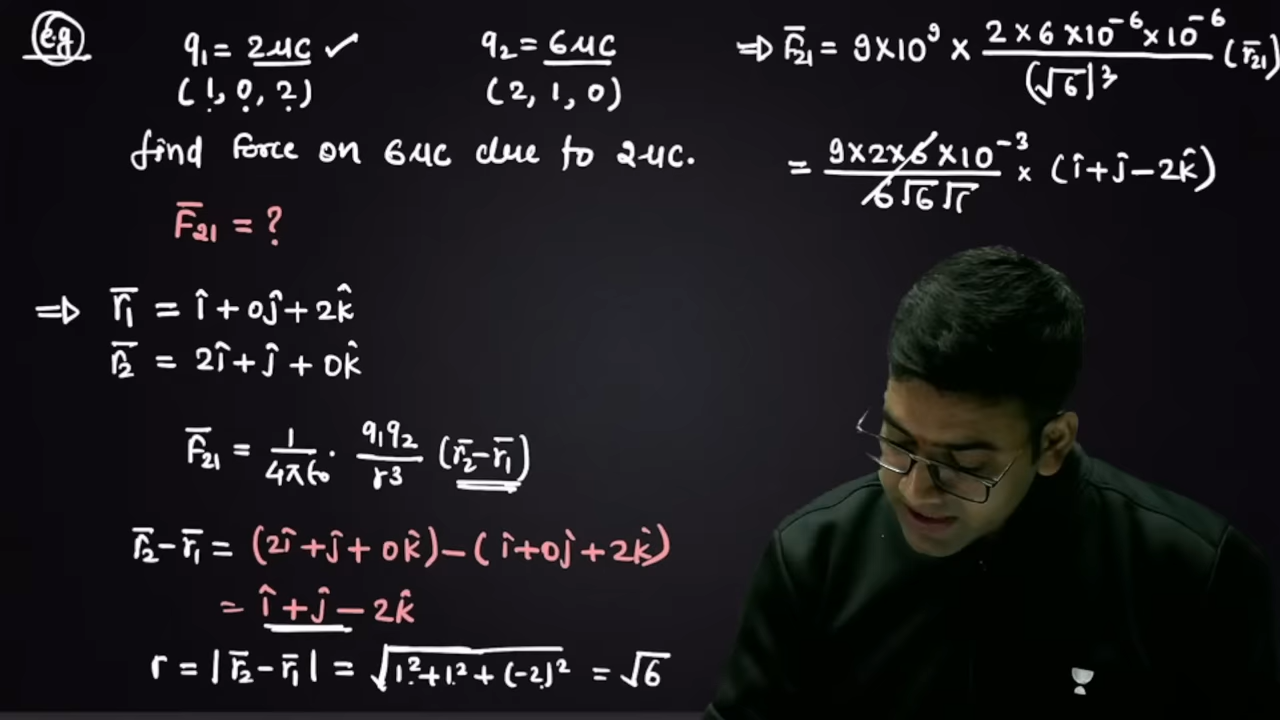 eg
q₁ = 2μc ✓ q₂ = 6μc
(1, 0, 2) (2, 1, 0)
find force on 6μc due to 2μc.
F̅₂₁ = ?
⇒ r̅₁ = î + 0ĵ + 2k̂
r̅₂ = 2î + ĵ + 0k̂
F̅₂₁ = 1/4πε₀ · q₁q₂/r³ (r̅₂ – r̅₁)
r̅₂ – r̅₁ = (2î + ĵ + 0k̂) – (î + 0ĵ + 2k̂)
= î + ĵ – 2k̂
r = |r̅₂ – r̅₁| = √(1² + 1² + (-2)²) = √6
⇒ F̅₂₁ = 9×10⁹ × 2×6×10⁻⁶×10⁻⁶/(√6)³ (r̅₂₁)
= 9×2×6×10⁻³/6√6 × (î + ĵ – 2k̂)